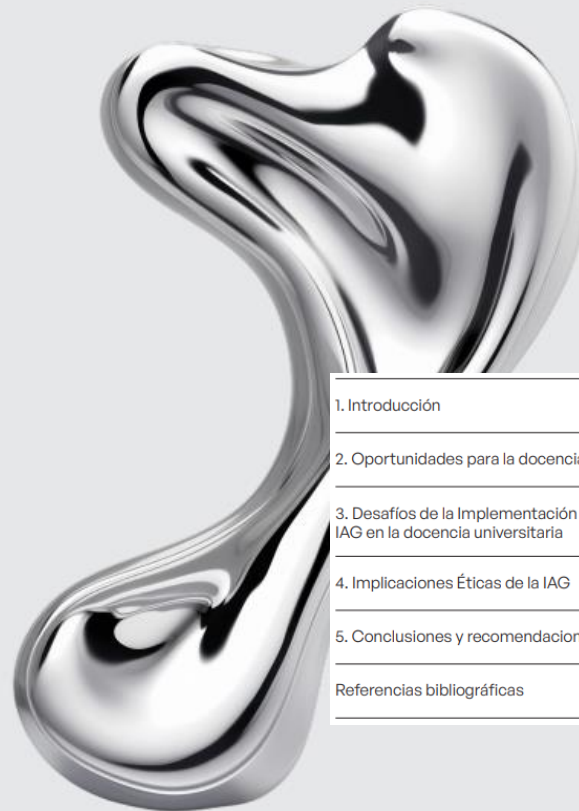 1. Introducción
2. Oportunidades para la docencia
3. Desafíos de la Implementación
IAG en la docencia universitaria
4. Implicaciones Éticas de la IAG
5. Conclusiones y
Referencias bibliográficas